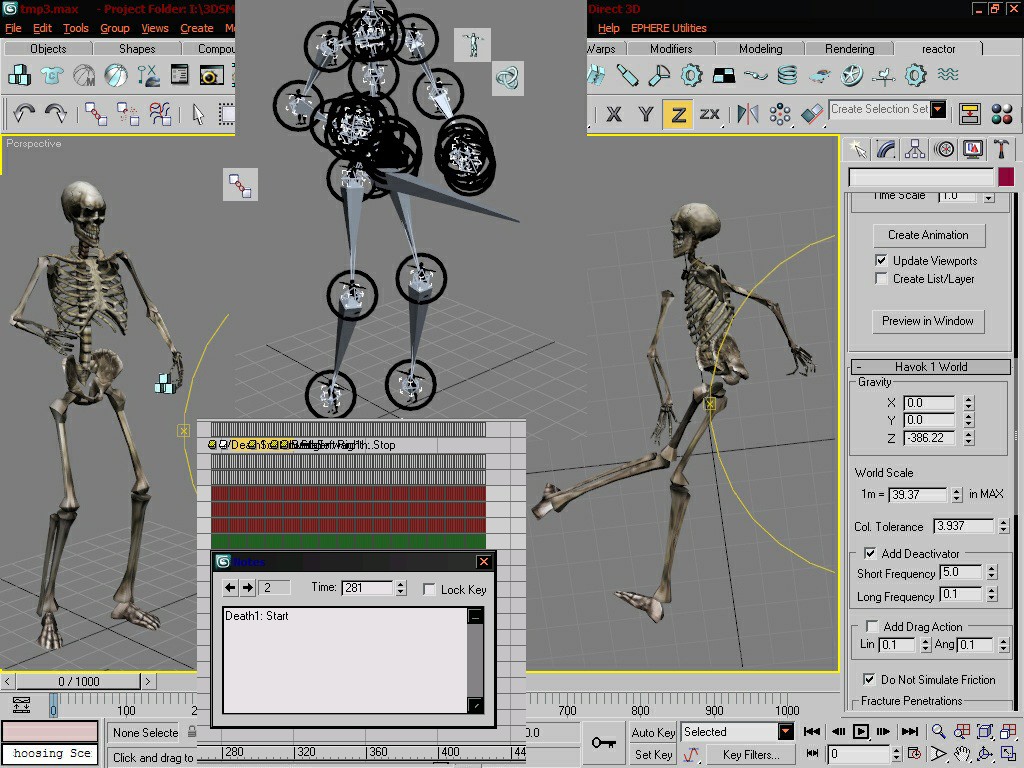 tmp3.max - Project Folder: I:\3DSM Direct 3D
File Edit Tools Group Views Create M Help EPHERE Utilities
Objects Shapes Compou Warps Modifiers Modeling Rendering reactor
X Y Z ZX Create Selection Set
Perspective
Time Scale 1.0
Create Animation
Update Viewports
Create List/Layer
Preview in Window
- Havok 1 World
Gravity
X 0.0
Y 0.0
Z -386.22
World Scale
1m = 39.37 in MAX
Col. Tolerance 3.937
Add Deactivator
Short Frequency 5.0
Long Frequency 0.1
Add Drag Action
Lin 0.1 Ang 0.1
Do Not Simulate Friction
Fracture Penetrations
Stop
Notes
2 Time: 281 Lock Key
Death1: Start
< 0 / 1000 >
0 100 2 700 800 900 1000
None Selecte 0.0 Auto Key Selected
hoosing Sce Click and drag to Set Key Key Filters... 0
280 320 360 400 44